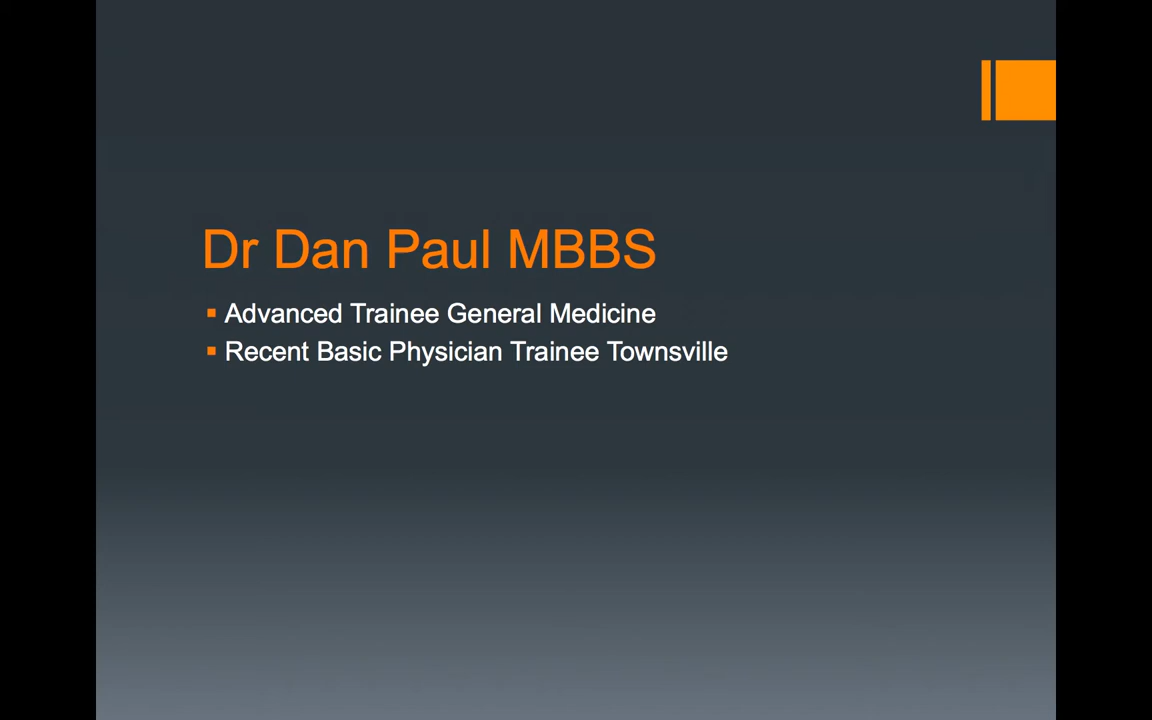 Dr Dan Paul MBBS
Advanced Trainee General Medicine
Recent Basic Physician Trainee Townsville